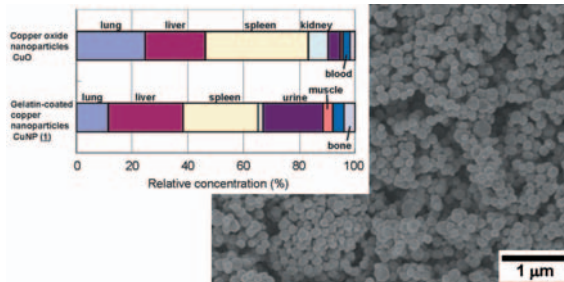 lung liver spleen kidney
Copper oxide
nanoparticles
CuO
blood
muscle
lung liver spleen urine
Gelatin-coated
copper
nanoparticles
CuNP (1)
bone
0 20 40 60 80 100
Relative concentration (%)
1 μm